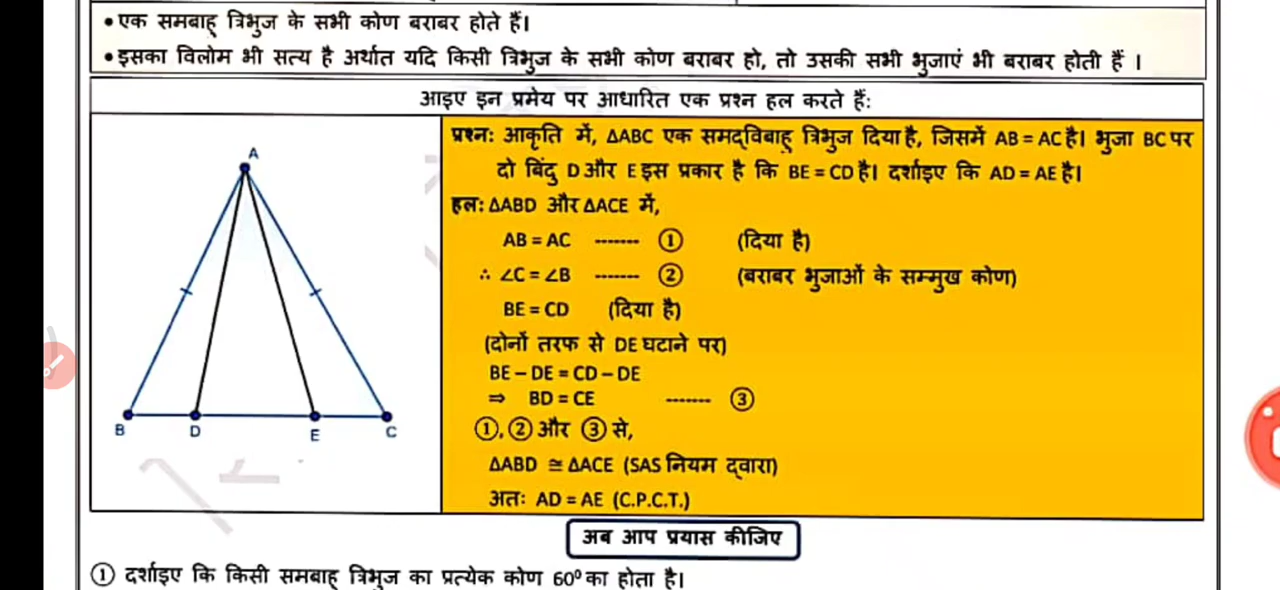 • एक समबाहु त्रिभुज के सभी कोण बराबर होते हैं।
• इसका विलोम भी सत्य है अर्थात यदि किसी त्रिभुज के सभी कोण बराबर हो, तो उसकी सभी भुजाएं भी बराबर होती हैं ।
आइए इन प्रमेय पर आधारित एक प्रश्न हल करते हैं:
A
B
D
E
C
प्रश्न: आकृति में, ΔABC एक समद्विबाहु त्रिभुज दिया है, जिसमें AB = AC है। भुजा BC पर
दो बिंदु D और E इस प्रकार है कि BE = CD है। दर्शाइए कि AD = AE है।
हल: ΔABD और ΔACE में,
AB = AC ------- ① (दिया है)
∴ ∠C = ∠B ------- ② (बराबर भुजाओं के सम्मुख कोण)
BE = CD (दिया है)
(दोनों तरफ से DE घटाने पर)
BE – DE = CD – DE
⇒ BD = CE ------- ③
①, ② और ③ से,
ΔABD ≅ ΔACE (SAS नियम द्वारा)
अतः AD = AE (C.P.C.T.)
अब आप प्रयास कीजिए
① दर्शाइए कि किसी समबाहु त्रिभुज का प्रत्येक कोण 60⁰ का होता है।